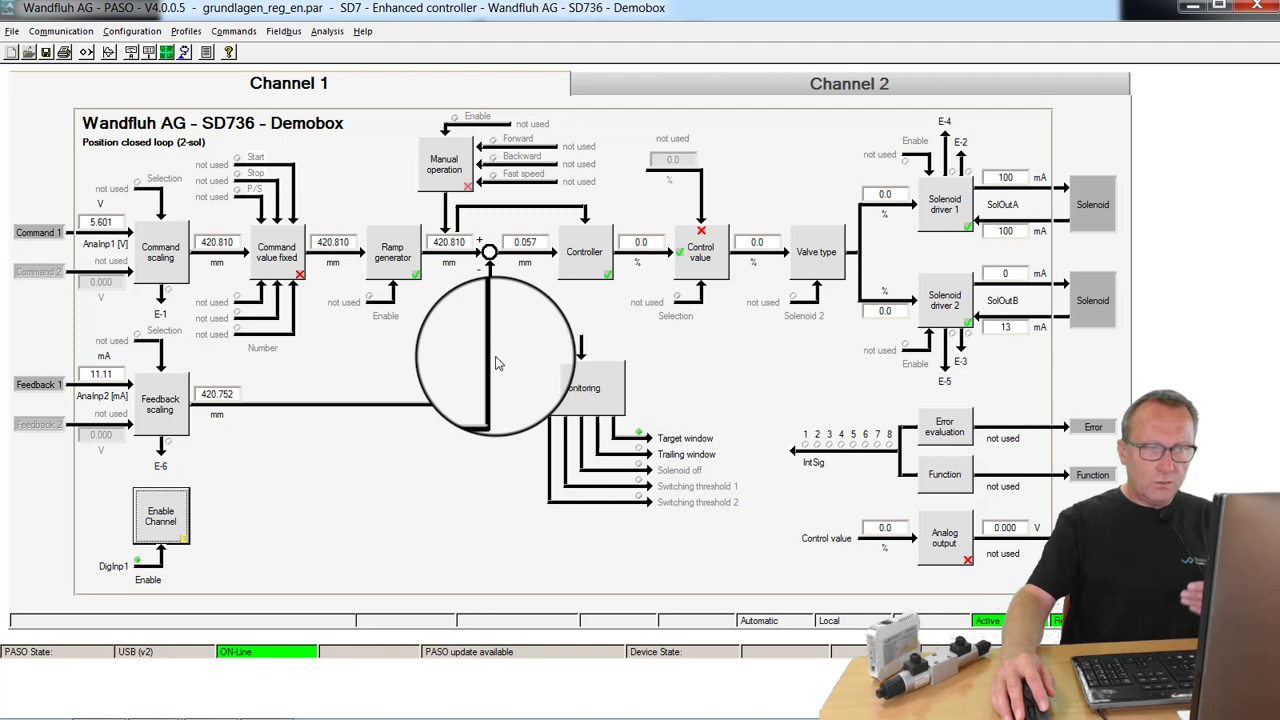 Wandfluh AG - PASO - V4.0.0.5 - grundlagen_reg_en.par - SD7 - Enhanced controller - Wandfluh AG - SD736 - Demobox
File Communication Configuration Profiles Commands Fieldbus Analysis Help
Channel 1 Channel 2
Wandfluh AG - SD736 - Demobox
Position closed loop (2-sol)
Enable
not used
Manual operation
Forward not used
Backward not used
Fast speed not used
not used
0.0
%
not used Start
not used Stop
not used P/S
Selection
not used
V
Command 1
5.601
AnaInp1 [V]
Command 2
not used
0.000
V
Command scaling
E-1
420.810
mm
Command value fixed
not used
not used
not used
Number
420.810
mm
Ramp generator
not used
Enable
420.810
mm
+
-
0.057
mm
Controller
0.0
%
Control value
not used
Selection
0.0
%
Valve type
not used
Solenoid 2
Enable
not used
E-4
E-2
0.0
%
Solenoid driver 1
100 mA
SolOutA
100 mA
Solenoid
%
0.0
Solenoid driver 2
0 mA
SolOutB
13 mA
Solenoid
not used
Enable
E-3
E-5
Selection
not used
mA
Feedback 1
11.11
AnaInp2 [mA]
Feedback 2
not used
0.000
V
Feedback scaling
E-6
420.752
mm
onitoring
Target window
Trailing window
Solenoid off
Switching threshold 1
Switching threshold 2
1 2 3 4 5 6 7 8
IntSig
Error evaluation
not used
Error
Function
not used
Function
Control value
0.0
%
Analog output
0.000 V
not used
Enable Channel
DigInp1
Enable
Automatic Local Active
PASO State: USB (v2) ON-Line PASO update available Device State: